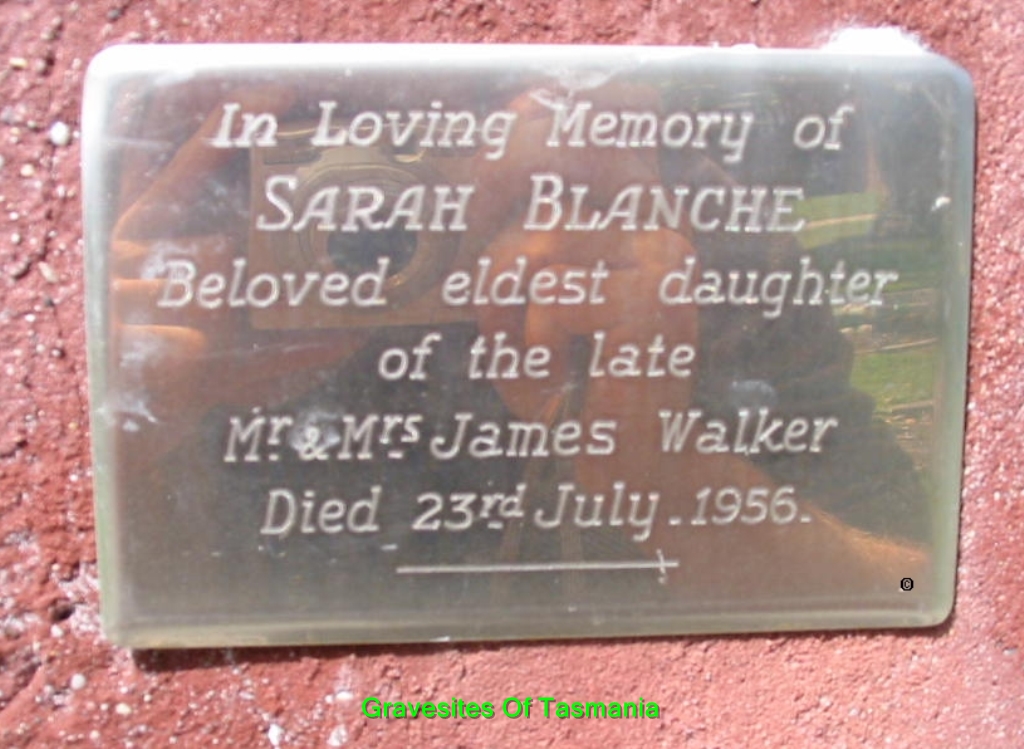 In Loving Memory of
SARAH BLANCHE
Beloved eldest daughter
of the late
Mr. & Mrs. James Walker
Died 23rd July. 1956.
©
Gravesites Of Tasmania